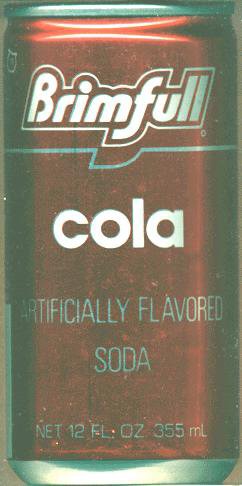 Brimfull
cola
ARTIFICIALLY FLAVORED
SODA
NET 12 FL. OZ. 355 mL